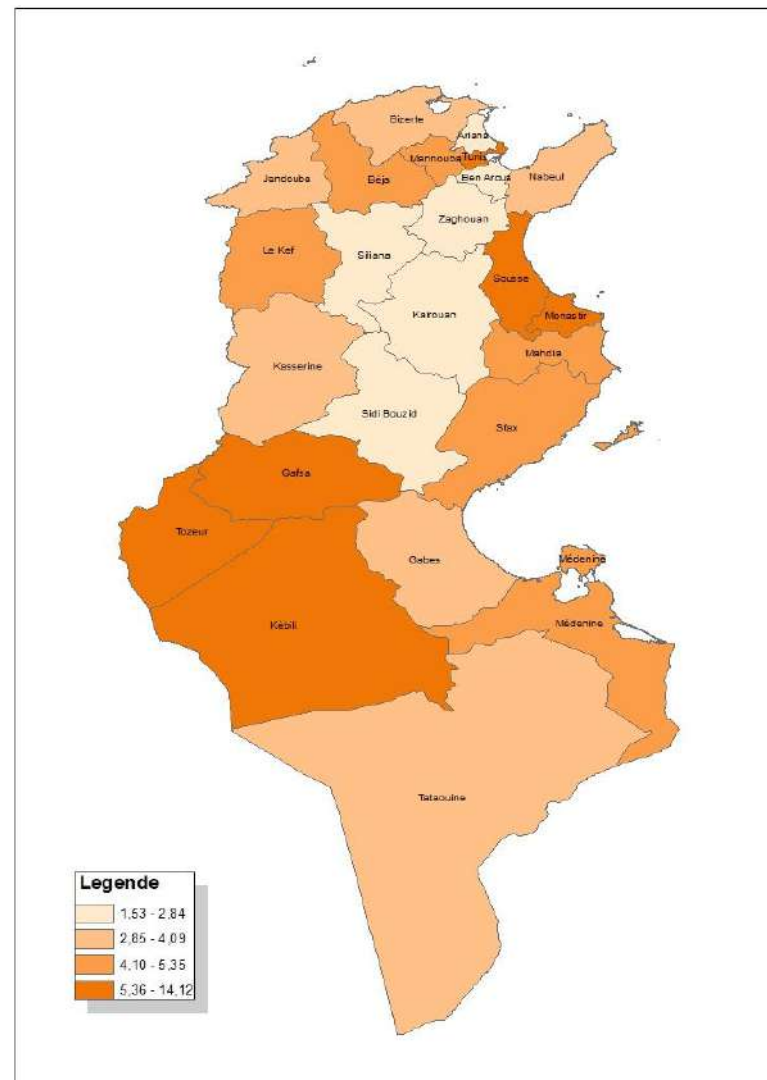 Bizerte
Ariana
Mannouba
Tunis
Ben Arous
Nabeul
Jandouba
Béja
Zaghouan
Le Kef
Siliana
Sousse
Kairouan
Monastir
Mahdia
Kasserine
Sidi Bouzid
Sfax
Gafsa
Tozeur
Gabes
Médenine
Kébili
Médenine
Tataouine
Legende
1,53 - 2,84
2,85 - 4,09
4,10 - 5,35
5,36 - 14,12